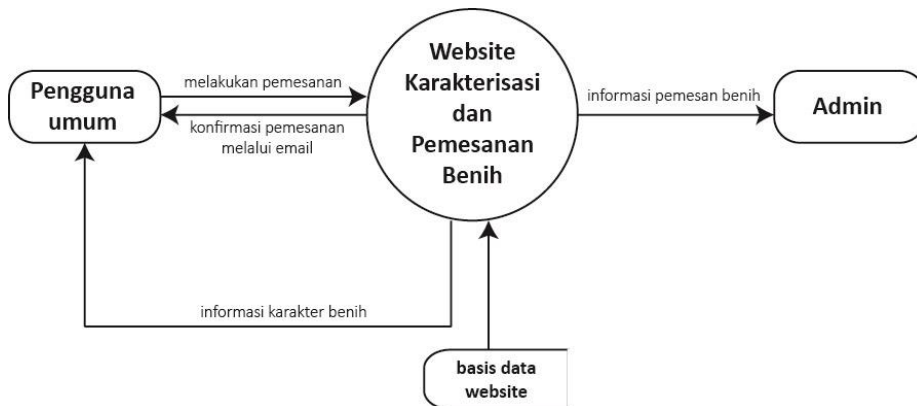 Pengguna
umum
melakukan pemesanan
konfirmasi pemesanan
melalui email
Website
Karakterisasi
dan
Pemesanan
Benih
informasi pemesan benih
Admin
informasi karakter benih
basis data
website